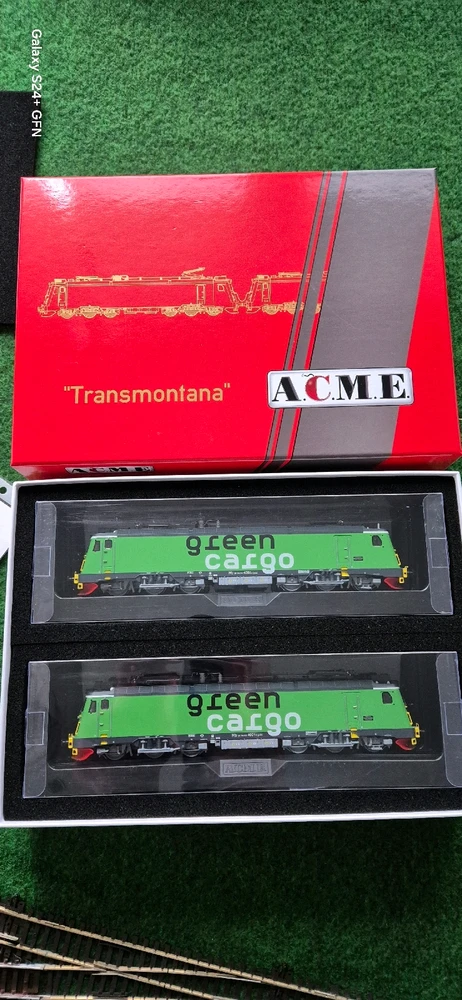 Galaxy S24+ GFN
"Transmontana"
A.C.M.E.
A.C.M.E.
green
cargo
green
cargo